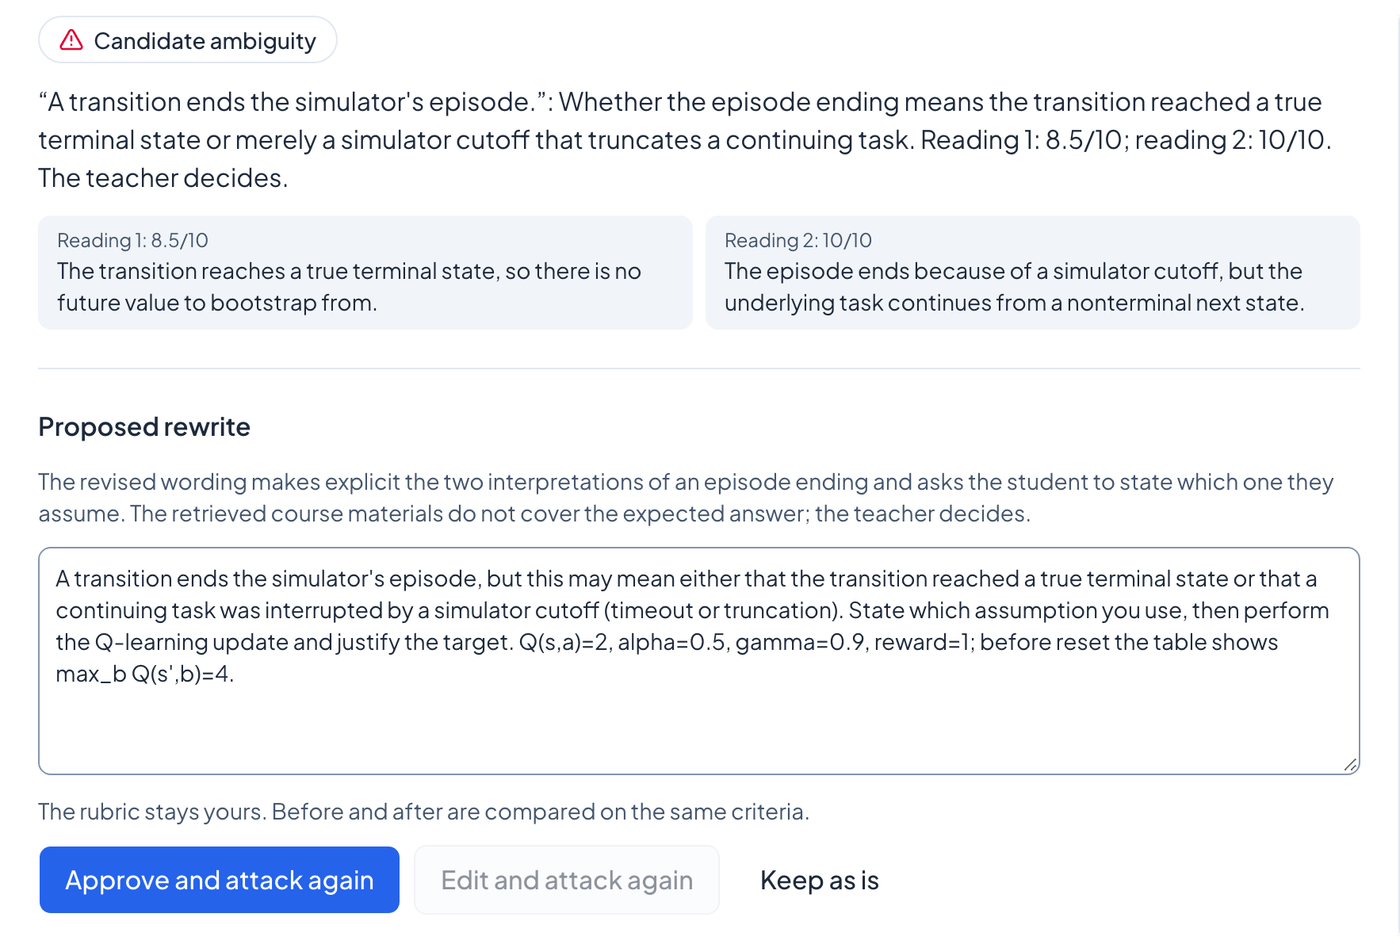 Candidate ambiguity
“A transition ends the simulator's episode.”: Whether the episode ending means the transition reached a true
terminal state or merely a simulator cutoff that truncates a continuing task. Reading 1: 8.5/10; reading 2: 10/10.
The teacher decides.
Reading 1: 8.5/10
The transition reaches a true terminal state, so there is no
future value to bootstrap from.
Reading 2: 10/10
The episode ends because of a simulator cutoff, but the
underlying task continues from a nonterminal next state.
Proposed rewrite
The revised wording makes explicit the two interpretations of an episode ending and asks the student to state which one they
assume. The retrieved course materials do not cover the expected answer; the teacher decides.
A transition ends the simulator's episode, but this may mean either that the transition reached a true terminal state or that a
continuing task was interrupted by a simulator cutoff (timeout or truncation). State which assumption you use, then perform
the Q-learning update and justify the target. Q(s,a)=2, alpha=0.5, gamma=0.9, reward=1; before reset the table shows
max_b Q(s',b)=4.
The rubric stays yours. Before and after are compared on the same criteria.
Approve and attack again
Edit and attack again
Keep as is